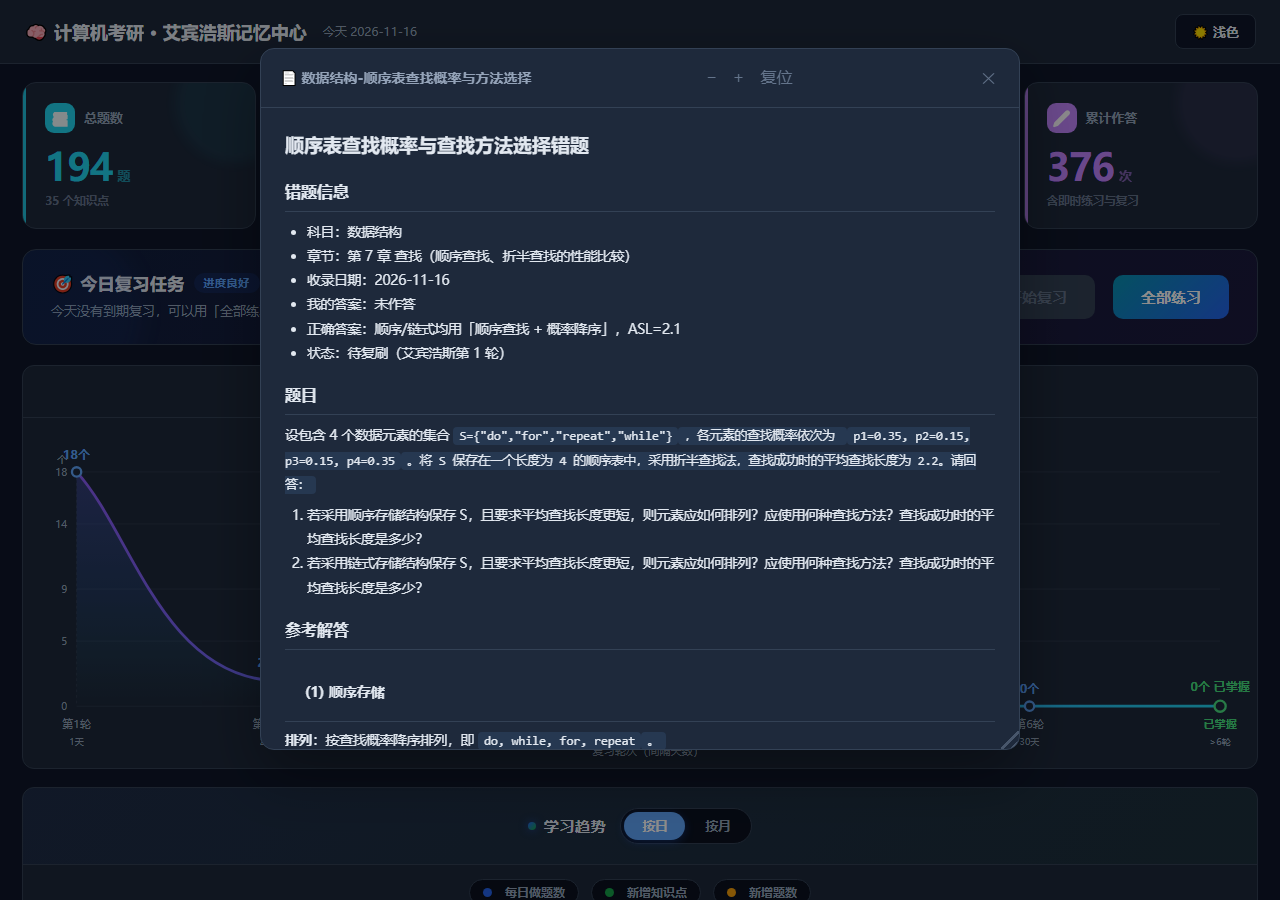 计算机考研 • 艾宾浩斯记忆中心 今天 2026-11-16
浅色
数据结构-顺序表查找概率与方法选择 − + 复位 ×
总题数
194 题
35 个知识点
累计作答
376 次
含即时练习与复习
今日复习任务 进度良好
今天没有到期复习，可以用「全部练
始复习
全部练习
顺序表查找概率与查找方法选择错题
错题信息
• 科目：数据结构
• 章节：第 7 章 查找（顺序查找、折半查找的性能比较）
• 收录日期：2026-11-16
• 我的答案：未作答
• 正确答案：顺序/链式均用「顺序查找 + 概率降序」，ASL=2.1
• 状态：待复刷（艾宾浩斯第 1 轮）
题目
设包含 4 个数据元素的集合 S={"do","for","repeat","while"} ，各元素的查找概率依次为 p1=0.35, p2=0.15,
p3=0.15, p4=0.35 。将 S 保存在一个长度为 4 的顺序表中，采用折半查找法，查找成功时的平均查找长度为 2.2。请回
答：
1. 若采用顺序存储结构保存 S，且要求平均查找长度更短，则元素应如何排列？应使用何种查找方法？查找成功时的平
均查找长度是多少？
2. 若采用链式存储结构保存 S，且要求平均查找长度更短，则元素应如何排列？应使用何种查找方法？查找成功时的平
均查找长度是多少？
参考解答
(1) 顺序存储
排列：按查找概率降序排列，即 do, while, for, repeat 。
个
18个
18
14
9
5
0
第1轮
1天
第
0个
第6轮
30天
0个 已掌握
已掌握
>6轮
复习轮次（间隔天数）
学习趋势 按日 按月
每日做题数 新增知识点 新增题数